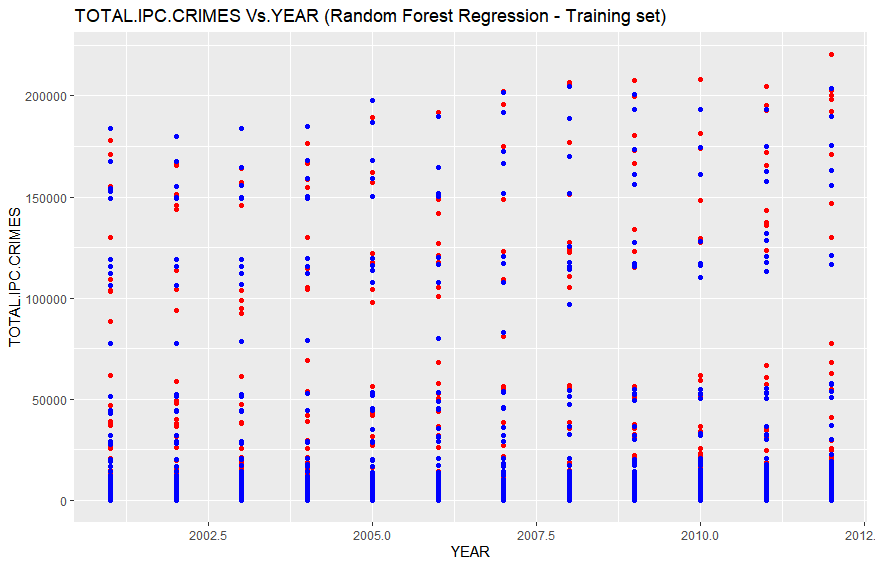 TOTAL.IPC.CRIMES Vs.YEAR (Random Forest Regression - Training set)
TOTAL.IPC.CRIMES
200000
150000
100000
50000
0
2002.5 2005.0 2007.5 2010.0 2012.
YEAR